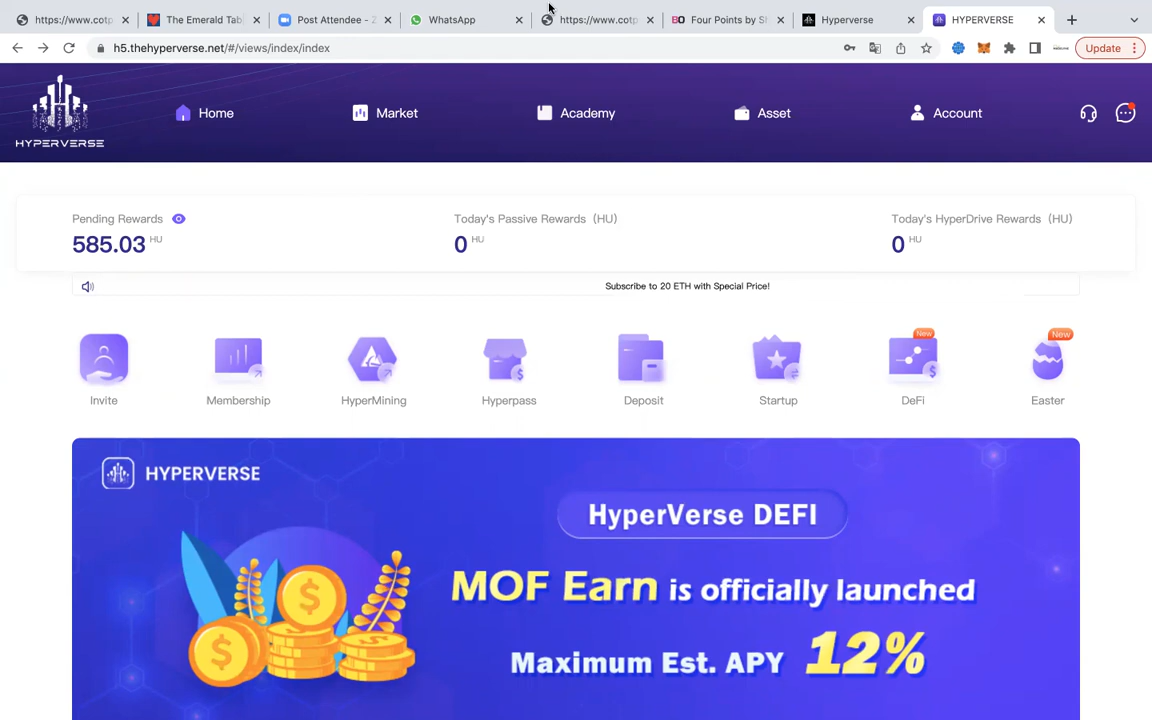 https://www.cotp
The Emerald Tab
Post Attendee - Z
WhatsApp
https://www.cotp
BO Four Points by Sh
Hyperverse
HYPERVERSE
h5.thehyperverse.net/#/views/index/index
Update
HYPERVERSE
Home
Market
Academy
Asset
Account
Pending Rewards
585.03 HU
Today's Passive Rewards（HU）
0 HU
Today's HyperDrive Rewards（HU）
0 HU
Subscribe to 20 ETH with Special Price!
New
New
Invite
Membership
HyperMining
Hyperpass
Deposit
Startup
DeFi
Easter
HYPERVERSE
HyperVerse DEFI
MOF Earn is officially launched
Maximum Est. APY 12%